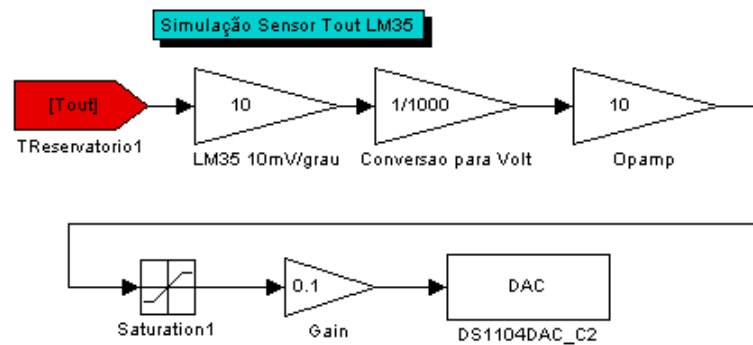 Simulação Sensor Tout LM35
[Tout]
10
1/1000
10
TReservatorio1
LM35 10mV/grau
Conversao para Volt
Opamp
0.1
DAC
Saturation1
Gain
DS1104DAC_C2